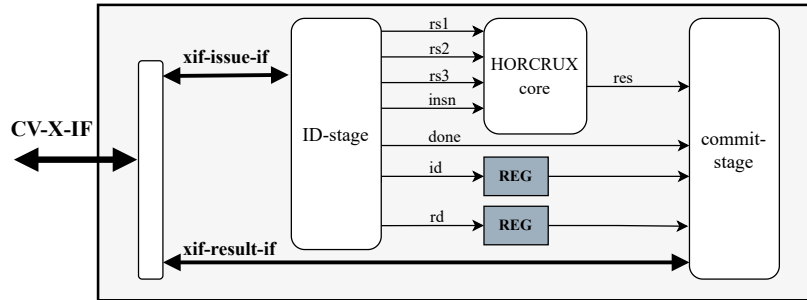 CV-X-IF
xif-issue-if
ID-stage
rs1
rs2
rs3
insn
HORCRUX
core
res
done
id
REG
rd
REG
commit-
stage
xif-result-if